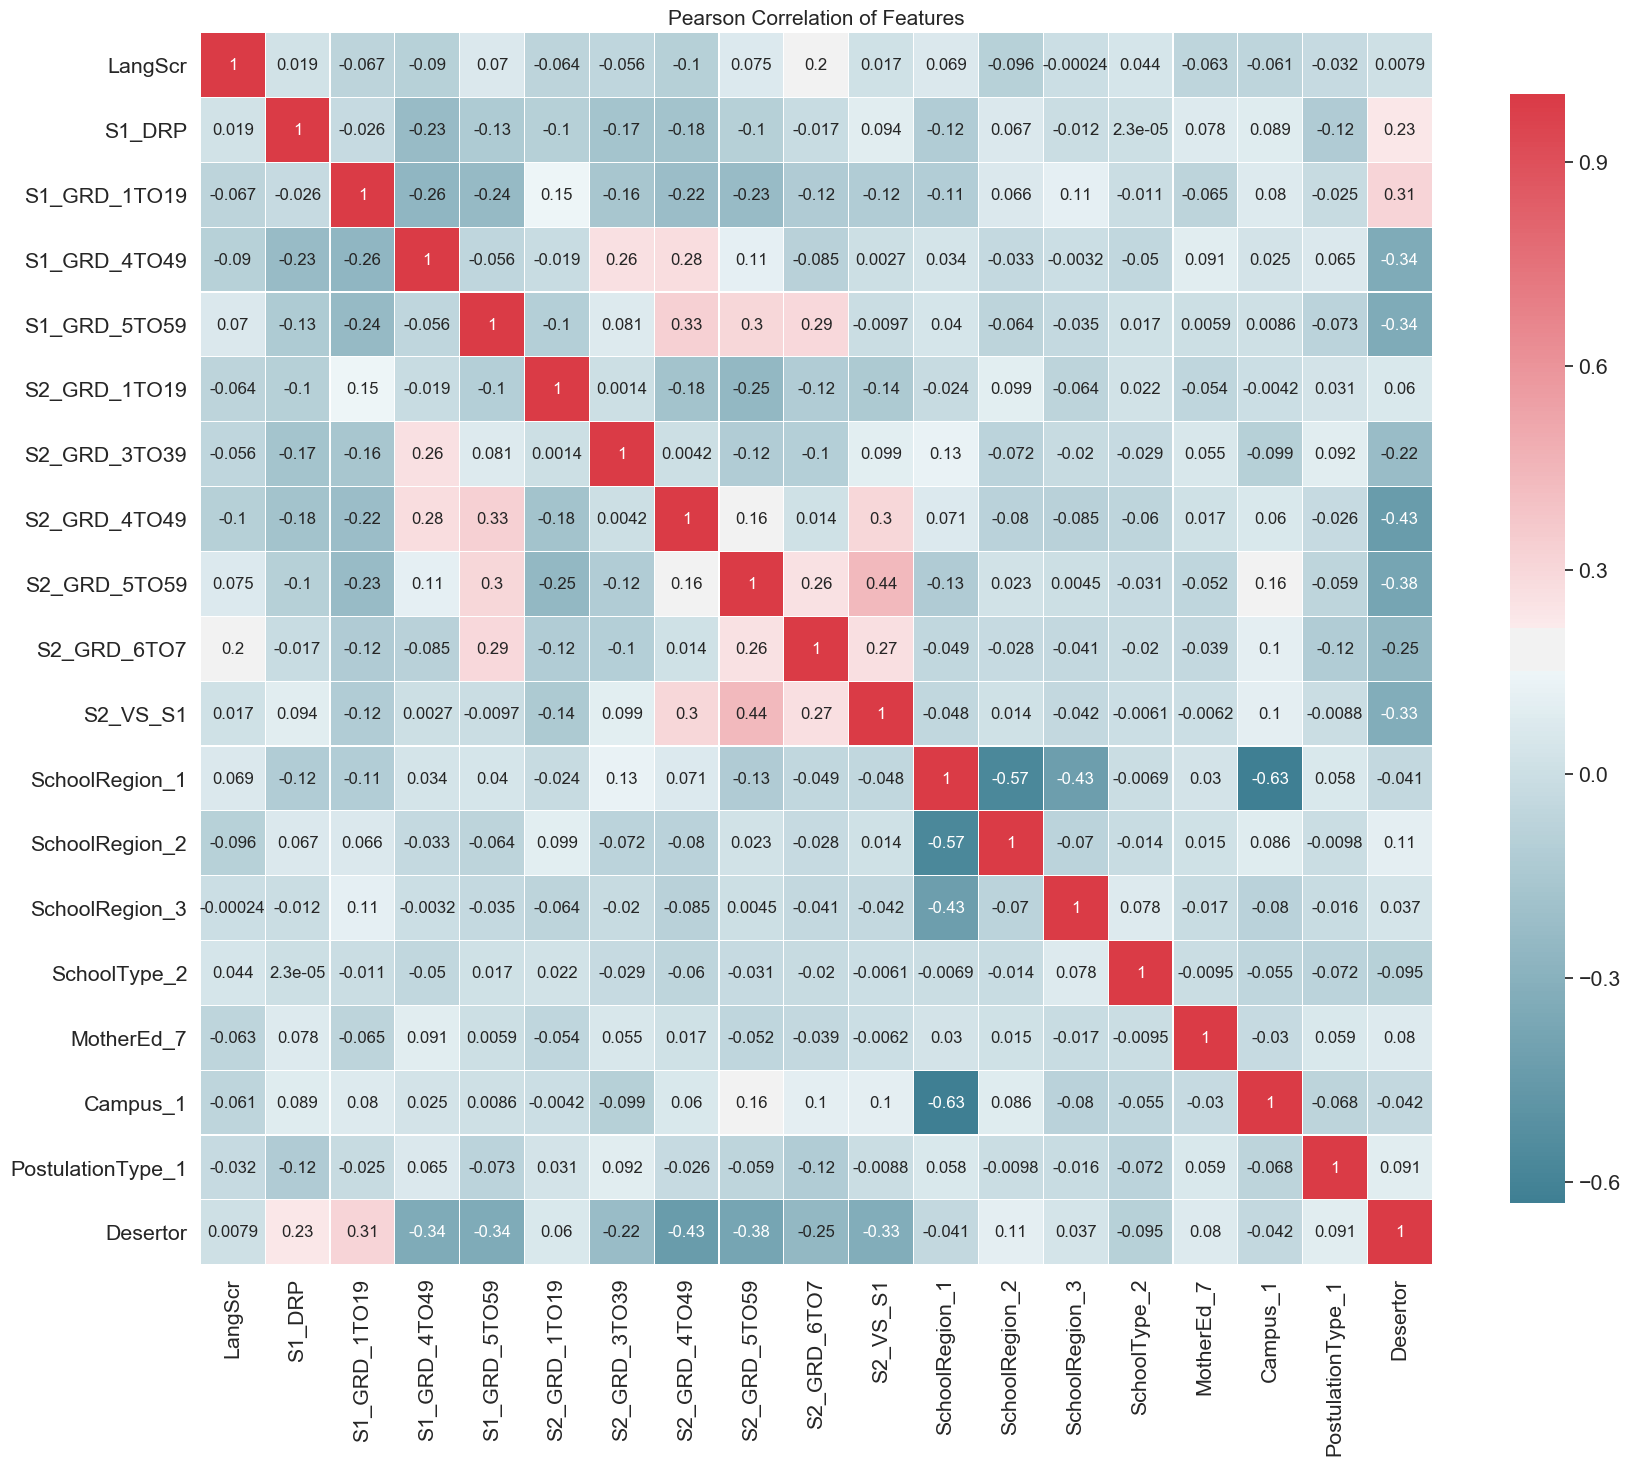 Pearson Correlation of Features
LangScr 1 0.019 -0.067 -0.09 0.07 -0.064 -0.056 -0.1 0.075 0.2 0.017 0.069 -0.096 -0.00024 0.044 -0.063 -0.061 -0.032 0.0079
S1_DRP 0.019 1 -0.026 -0.23 -0.13 -0.1 -0.17 -0.18 -0.1 -0.017 0.094 -0.12 0.067 -0.012 2.3e-05 0.078 0.089 -0.12 0.23
S1_GRD_1TO19 -0.067 -0.026 1 -0.26 -0.24 0.15 -0.16 -0.22 -0.23 -0.12 -0.12 -0.11 0.066 0.11 -0.011 -0.065 0.08 -0.025 0.31
S1_GRD_4TO49 -0.09 -0.23 -0.26 1 -0.056 -0.019 0.26 0.28 0.11 -0.085 0.0027 0.034 -0.033 -0.0032 -0.05 0.091 0.025 0.065 -0.34
S1_GRD_5TO59 0.07 -0.13 -0.24 -0.056 1 -0.1 0.081 0.33 0.3 0.29 -0.0097 0.04 -0.064 -0.035 0.017 0.0059 0.0086 -0.073 -0.34
S2_GRD_1TO19 -0.064 -0.1 0.15 -0.019 -0.1 1 0.0014 -0.18 -0.25 -0.12 -0.14 -0.024 0.099 -0.064 0.022 -0.054 -0.0042 0.031 0.06
S2_GRD_3TO39 -0.056 -0.17 -0.16 0.26 0.081 0.0014 1 0.0042 -0.12 -0.1 0.099 0.13 -0.072 -0.02 -0.029 0.055 -0.099 0.092 -0.22
S2_GRD_4TO49 -0.1 -0.18 -0.22 0.28 0.33 -0.18 0.0042 1 0.16 0.014 0.3 0.071 -0.08 -0.085 -0.06 0.017 0.06 -0.026 -0.43
S2_GRD_5TO59 0.075 -0.1 -0.23 0.11 0.3 -0.25 -0.12 0.16 1 0.26 0.44 -0.13 0.023 0.0045 -0.031 -0.052 0.16 -0.059 -0.38
S2_GRD_6TO7 0.2 -0.017 -0.12 -0.085 0.29 -0.12 -0.1 0.014 0.26 1 0.27 -0.049 -0.028 -0.041 -0.02 -0.039 0.1 -0.12 -0.25
S2_VS_S1 0.017 0.094 -0.12 0.0027 -0.0097 -0.14 0.099 0.3 0.44 0.27 1 -0.048 0.014 -0.042 -0.0061 -0.0062 0.1 -0.0088 -0.33
SchoolRegion_1 0.069 -0.12 -0.11 0.034 0.04 -0.024 0.13 0.071 -0.13 -0.049 -0.048 1 -0.57 -0.43 -0.0069 0.03 -0.63 0.058 -0.041
SchoolRegion_2 -0.096 0.067 0.066 -0.033 -0.064 0.099 -0.072 -0.08 0.023 -0.028 0.014 -0.57 1 -0.07 -0.014 0.015 0.086 -0.0098 0.11
SchoolRegion_3 -0.00024 -0.012 0.11 -0.0032 -0.035 -0.064 -0.02 -0.085 0.0045 -0.041 -0.042 -0.43 -0.07 1 0.078 -0.017 -0.08 -0.016 0.037
SchoolType_2 0.044 2.3e-05 -0.011 -0.05 0.017 0.022 -0.029 -0.06 -0.031 -0.02 -0.0061 -0.0069 -0.014 0.078 1 -0.0095 -0.055 -0.072 -0.095
MotherEd_7 -0.063 0.078 -0.065 0.091 0.0059 -0.054 0.055 0.017 -0.052 -0.039 -0.0062 0.03 0.015 -0.017 -0.0095 1 -0.03 0.059 0.08
Campus_1 -0.061 0.089 0.08 0.025 0.0086 -0.0042 -0.099 0.06 0.16 0.1 0.1 -0.63 0.086 -0.08 -0.055 -0.03 1 -0.068 -0.042
PostulationType_1 -0.032 -0.12 -0.025 0.065 -0.073 0.031 0.092 -0.026 -0.059 -0.12 -0.0088 0.058 -0.0098 -0.016 -0.072 0.059 -0.068 1 0.091
Desertor 0.0079 0.23 0.31 -0.34 -0.34 0.06 -0.22 -0.43 -0.38 -0.25 -0.33 -0.041 0.11 0.037 -0.095 0.08 -0.042 0.091 1
LangScr
S1_DRP
S1_GRD_1TO19
S1_GRD_4TO49
S1_GRD_5TO59
S2_GRD_1TO19
S2_GRD_3TO39
S2_GRD_4TO49
S2_GRD_5TO59
S2_GRD_6TO7
S2_VS_S1
SchoolRegion_1
SchoolRegion_2
SchoolRegion_3
SchoolType_2
MotherEd_7
Campus_1
PostulationType_1
Desertor
0.9
0.6
0.3
0.0
−0.3
−0.6